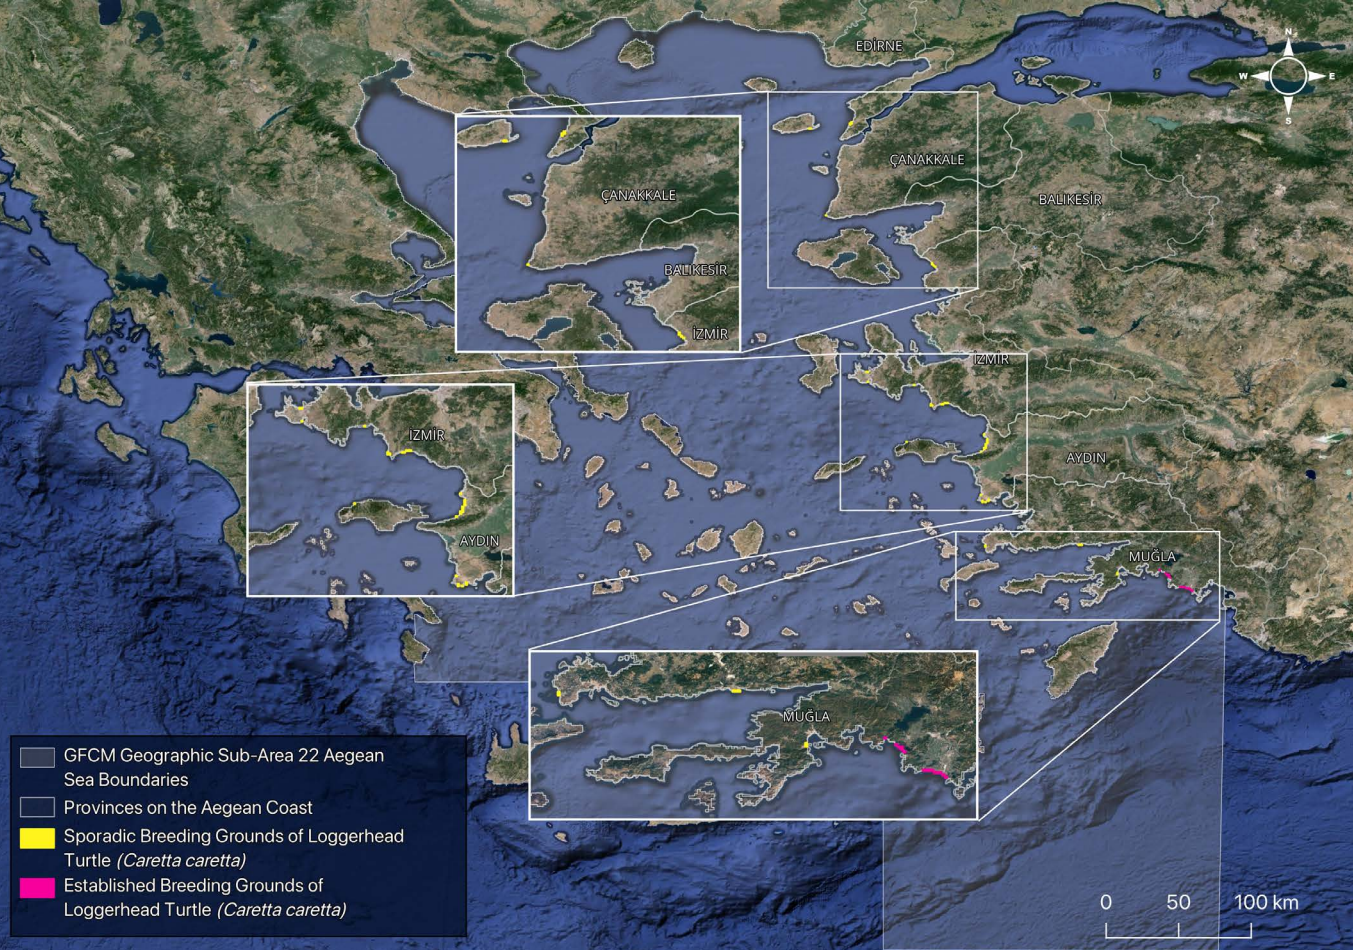 EDİRNE
N
W
E
S
ÇANAKKALE
BALIKESİR
ÇANAKKALE
BALIKESİR
İZMİR
İZMİR
AYDIN
İZMİR
AYDIN
MUĞLA
MUĞLA
GFCM Geographic Sub-Area 22 Aegean
Sea Boundaries
Provinces on the Aegean Coast
Sporadic Breeding Grounds of Loggerhead
Turtle (Caretta caretta)
Established Breeding Grounds of
Loggerhead Turtle (Caretta caretta)
0 50 100 km